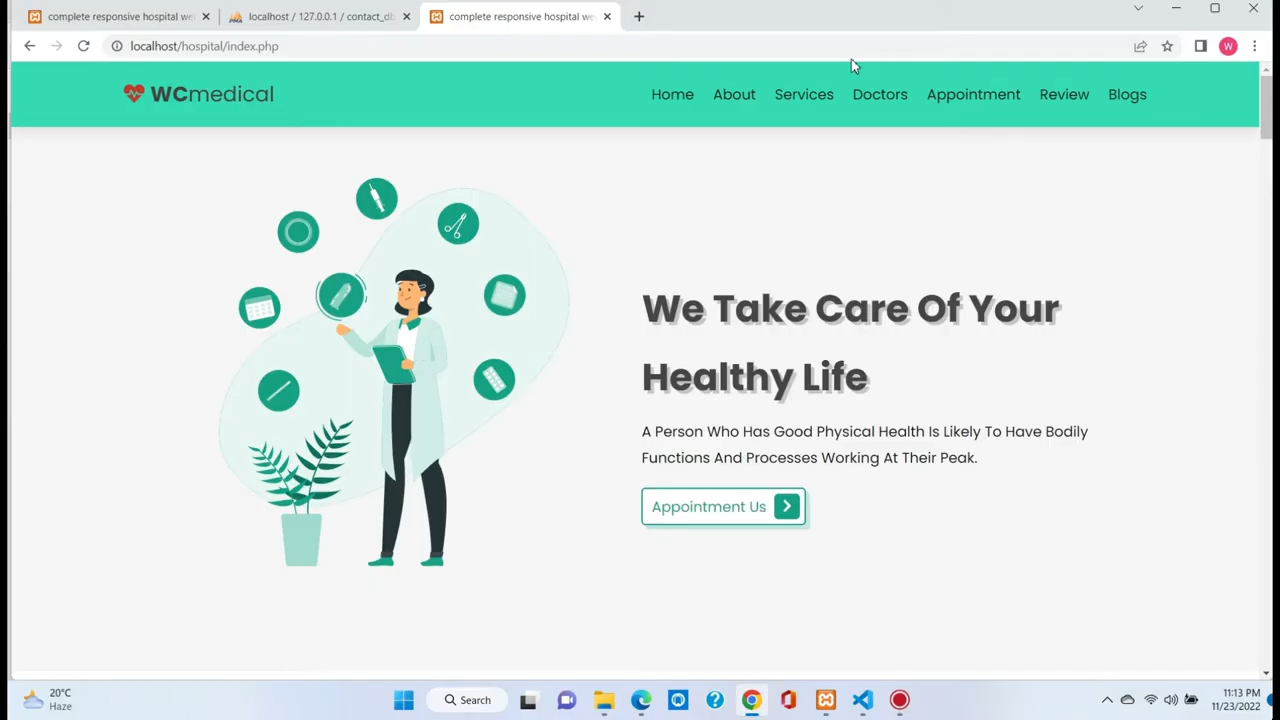 complete responsive hospital we
localhost / 127.0.0.1 / contact_d
complete responsive hospital we
localhost/hospital/index.php
W
WCmedical
Home About Services Doctors Appointment Review Blogs
We Take Care Of Your
Healthy Life
A Person Who Has Good Physical Health Is Likely To Have Bodily
Functions And Processes Working At Their Peak.
Appointment Us
20°C
Haze
Search
11:13 PM
11/23/2022